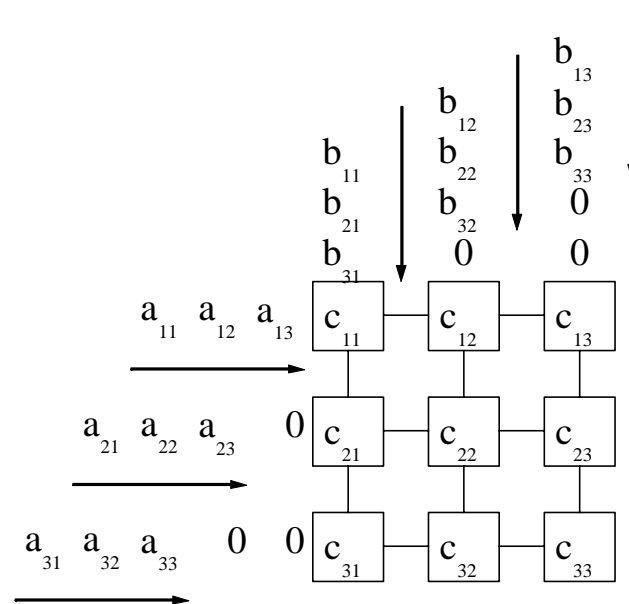 b13
b12 b23
b11 b22 b33
b21 b32 0
b31 0 0
a11 a12 a13 c11 c12 c13
a21 a22 a23 0 c21 c22 c23
a31 a32 a33 0 0 c31 c32 c33